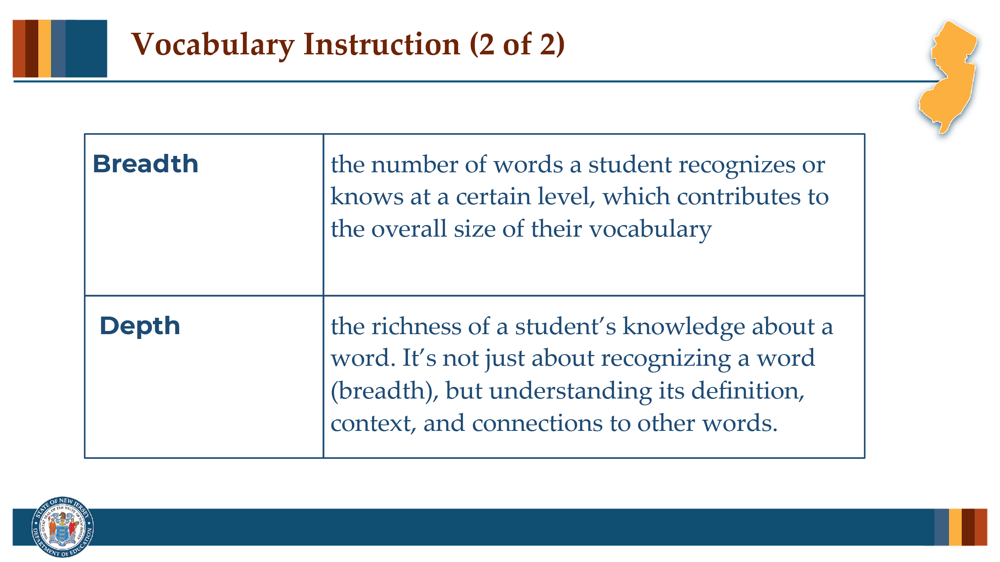 Vocabulary Instruction (2 of 2)
Breadth
the number of words a student recognizes or
knows at a certain level, which contributes to
the overall size of their vocabulary
Depth
the richness of a student’s knowledge about a
word. It’s not just about recognizing a word
(breadth), but understanding its definition,
context, and connections to other words.
STATE OF NEW JERSEY
DEPARTMENT OF EDUCATION
THE GREAT SEAL OF THE STATE OF NEW JERSEY